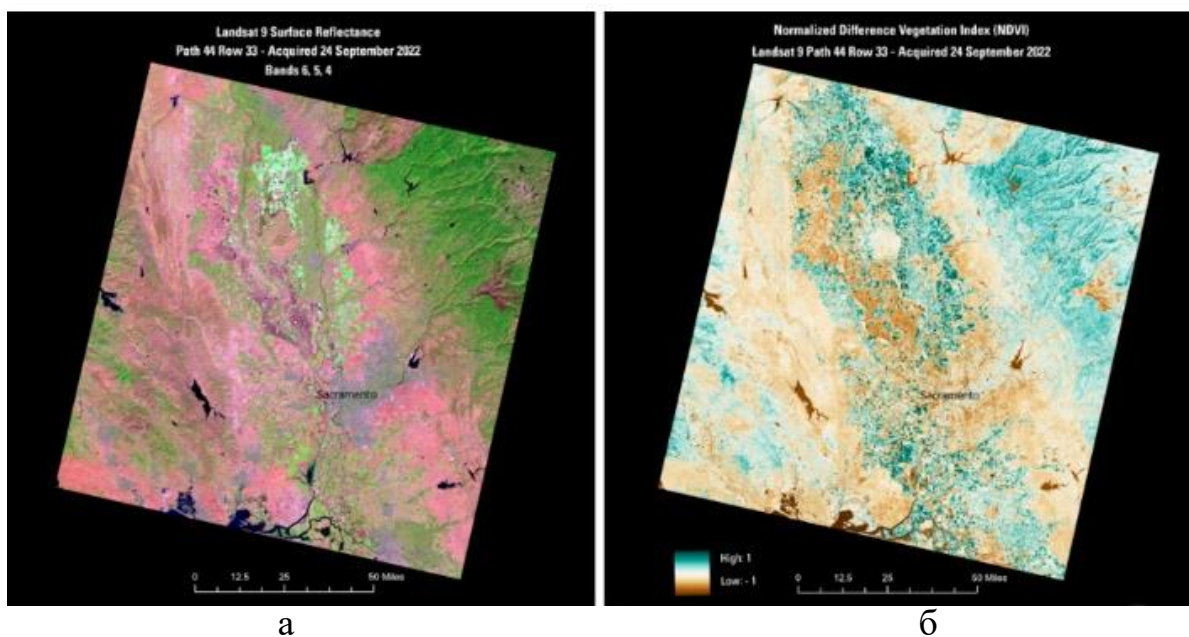 Landsat 9 Surface Reflectance
Path 44 Row 33 - Acquired 24 September 2022
Bands 6, 5, 4
Sacramento
0 12.5 25 50 Miles
Normalized Difference Vegetation Index (NDVI)
Landsat 9 Path 44 Row 33 - Acquired 24 September 2022
Sacramento
High: 1
Low: -1
0 12.5 25 50 Miles
а
б